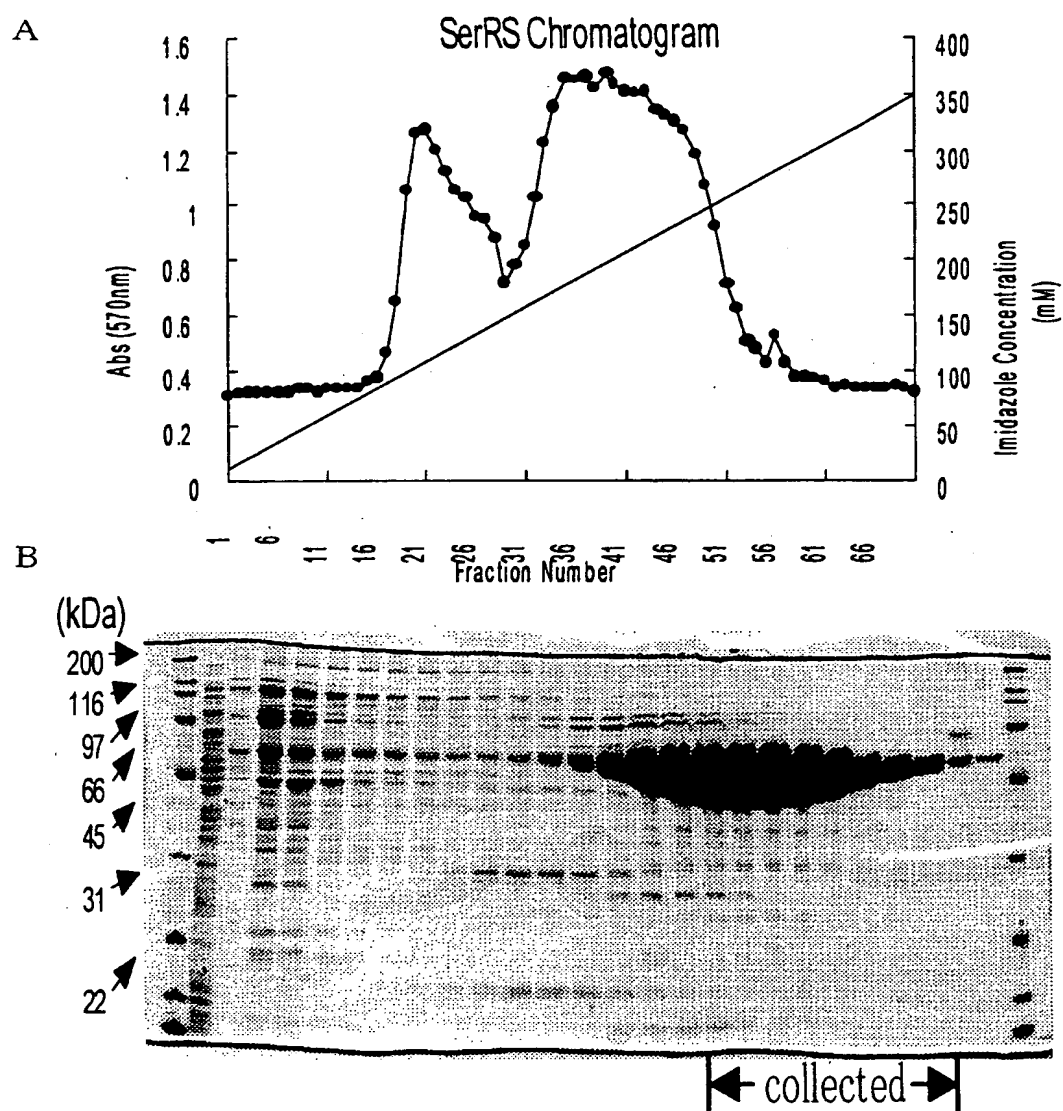 A
SerRS Chromatogram
1.6
1.4
1.2
1
0.8
0.6
0.4
0.2
0
Abs (570nm)
400
350
300
250
200
150
100
50
0
Imidazole Concentration
(mM)
1 6 11 16 21 26 31 36 41 46 51 56 61 66
Fraction Number
B
(kDa)
200
116
97
66
45
31
22
collected